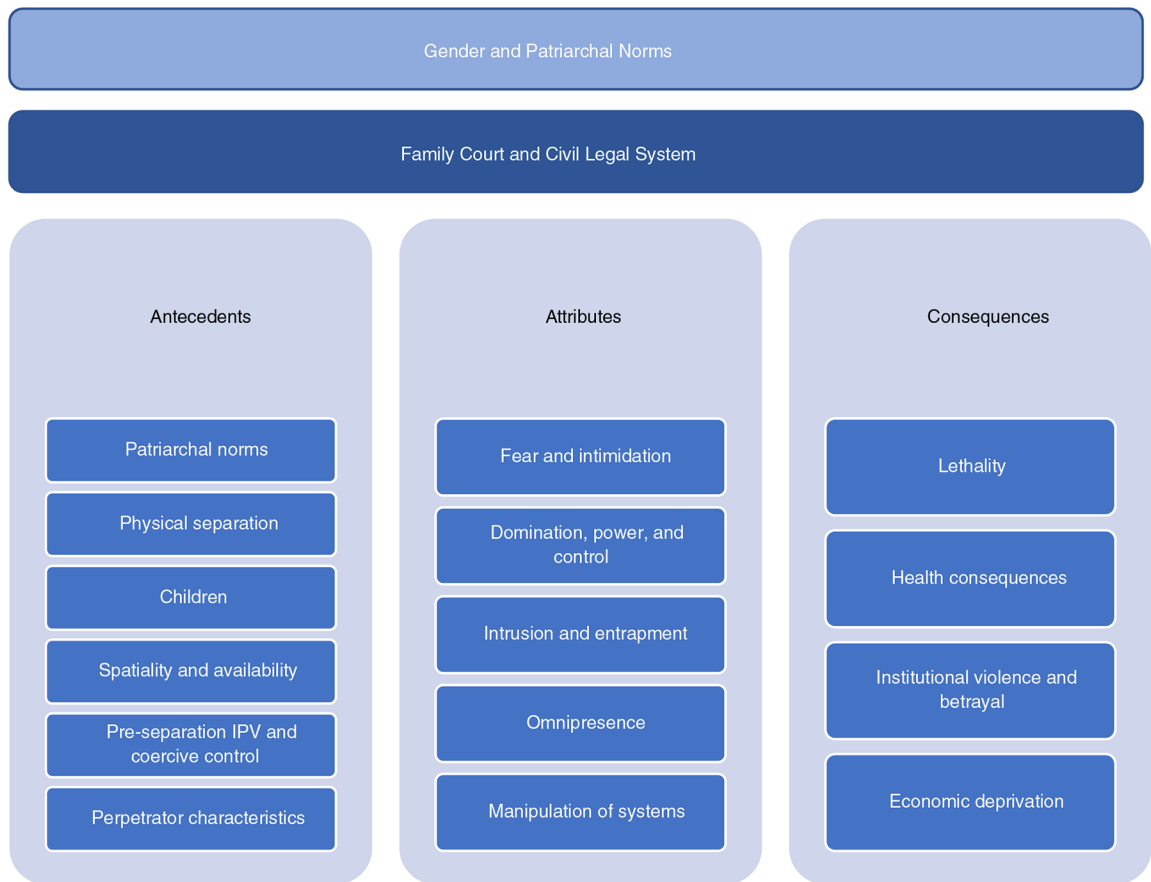 Gender and Patriarchal Norms
Family Court and Civil Legal System
Antecedents
Patriarchal norms
Physical separation
Children
Spatiality and availability
Pre-separation IPV and
coercive control
Perpetrator characteristics
Attributes
Fear and intimidation
Domination, power, and
control
Intrusion and entrapment
Omnipresence
Manipulation of systems
Consequences
Lethality
Health consequences
Institutional violence and
betrayal
Economic deprivation